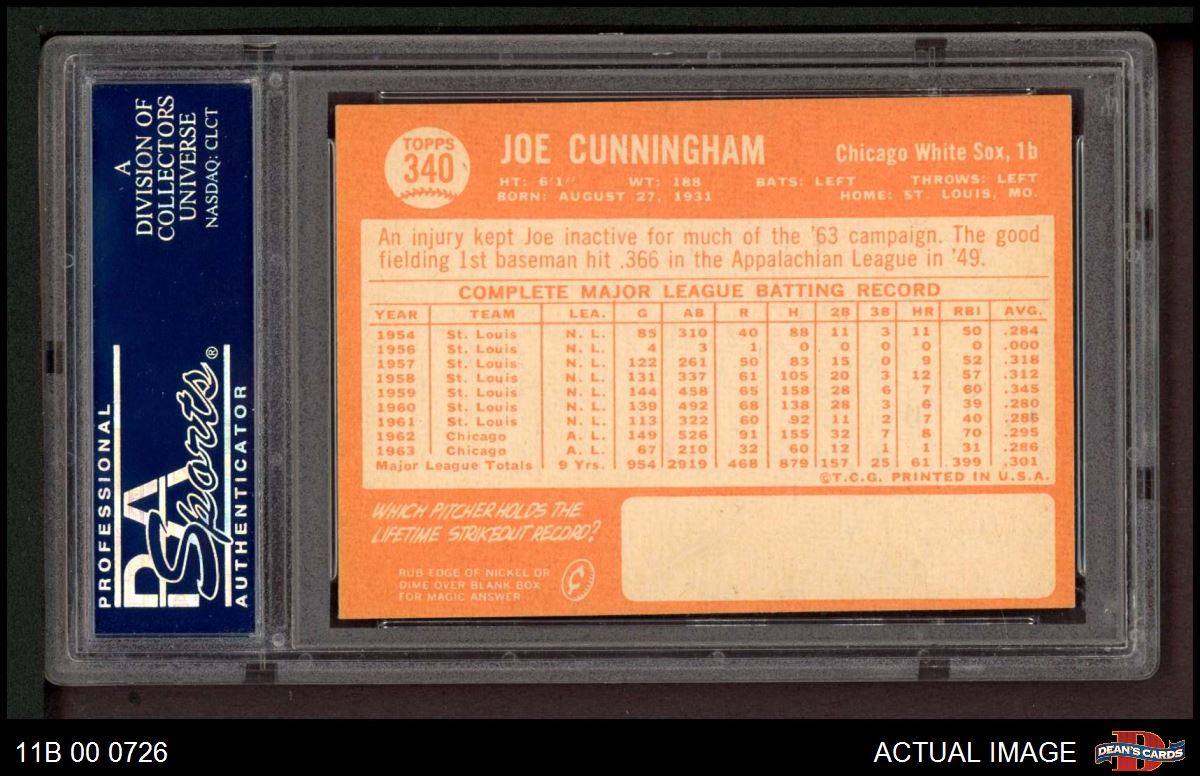 A
DIVISION OF
COLLECTORS
UNIVERSE
NASDAQ: CLCT
PROFESSIONAL
PSA
Sports®
AUTHENTICATOR
TOPPS
340
JOE CUNNINGHAM
Chicago White Sox, 1b
HT: 6'1" WT: 188 BATS: LEFT THROWS: LEFT
BORN: AUGUST 27, 1931 HOME: ST. LOUIS, MO.
An injury kept Joe inactive for much of the '63 campaign. The good
fielding 1st baseman hit .366 in the Appalachian League in '49.
COMPLETE MAJOR LEAGUE BATTING RECORD
YEAR TEAM LEA. G AB R H 2B 3B HR RBI AVG.
1954 St. Louis N. L. 85 310 40 88 11 3 11 50 .284
1956 St. Louis N. L. 4 3 1 0 0 0 0 0 .000
1957 St. Louis N. L. 122 261 50 83 15 0 9 52 .318
1958 St. Louis N. L. 131 337 61 105 20 3 12 57 .312
1959 St. Louis N. L. 144 458 65 158 28 6 7 60 .345
1960 St. Louis N. L. 139 492 68 138 28 3 6 39 .280
1961 St. Louis N. L. 113 322 60 92 11 2 7 40 .286
1962 Chicago A. L. 149 526 91 155 32 7 8 70 .295
1963 Chicago A. L. 67 210 32 60 12 1 1 31 .286
Major League Totals 9 Yrs. 954 2919 468 879 157 25 61 399 .301
©T.C.G. PRINTED IN U.S.A.
WHICH PITCHER HOLDS THE
LIFETIME STRIKEOUT RECORD?
RUB EDGE OF NICKEL OR
DIME OVER BLANK BOX
FOR MAGIC ANSWER
11B 00 0726
ACTUAL IMAGE
DEAN'S CARDS